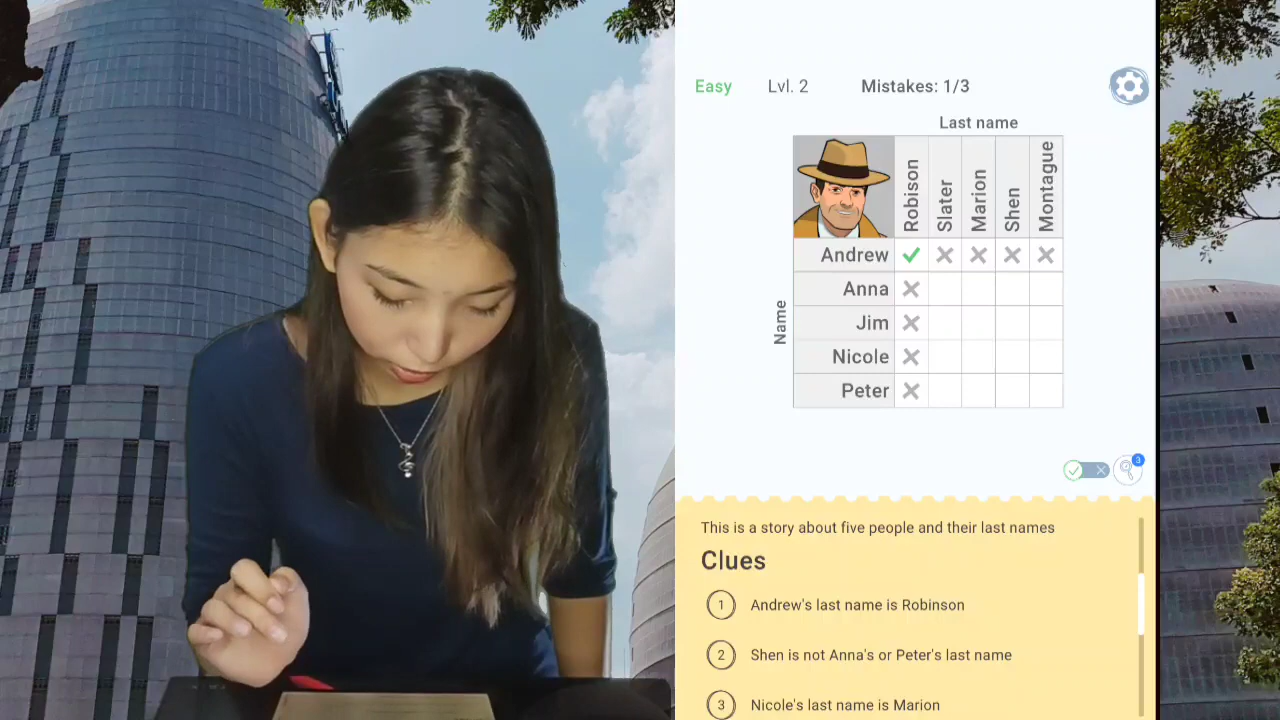 Easy Lvl. 2 Mistakes: 1/3
Last name
Robison Slater Marion Shen Montague
Name
Andrew
Anna
Jim
Nicole
Peter
3
This is a story about five people and their last names
Clues
1 Andrew's last name is Robinson
2 Shen is not Anna's or Peter's last name
3 Nicole's last name is Marion